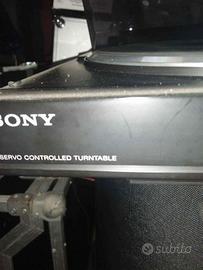 SONY
SERVO CONTROLLED TURNTABLE
subito